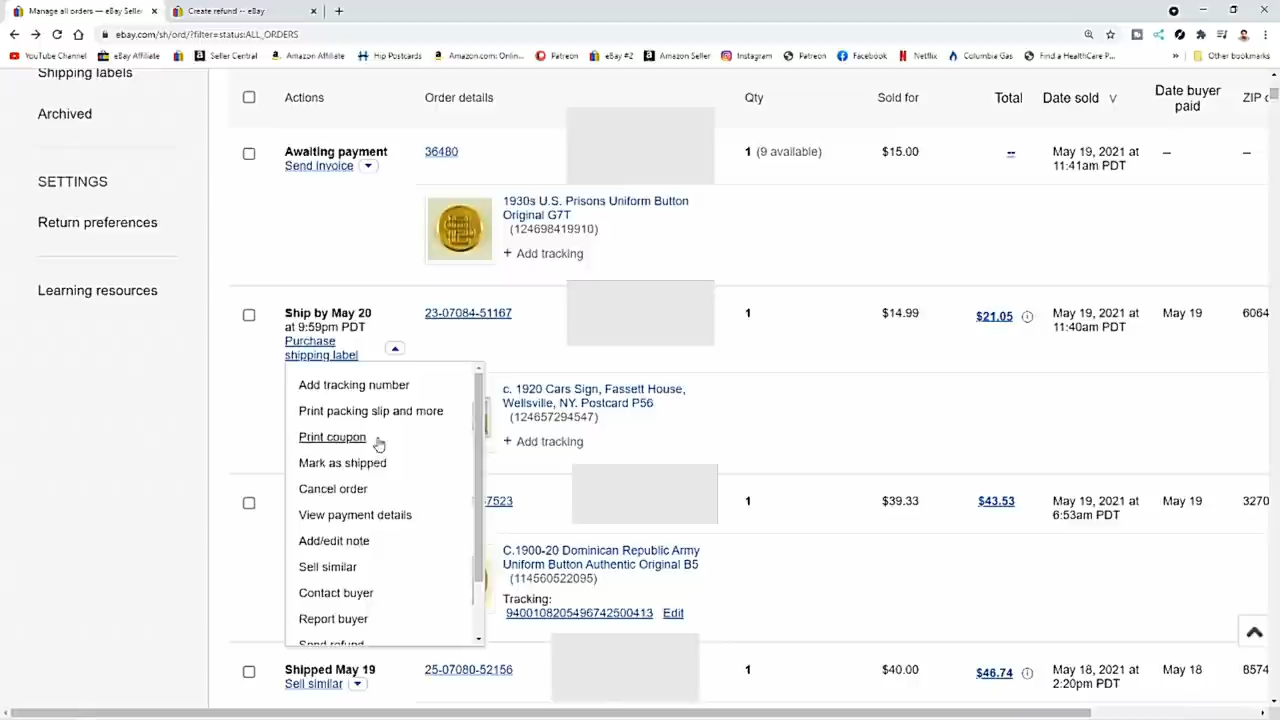 Manage all orders — eBay Seller
Create refund -- eBay
ebay.com/sh/ord/?filter=status:ALL_ORDERS
YouTube Channel eBay Affiliate Seller Central Amazon Affiliate Hip Postcards Amazon.com: Onlin... Patreon eBay #2 Amazon Seller Instagram Patreon Facebook Netflix Columbia Gas Find a HealthCare P... » Other bookmarks
Shipping labels
Archived
SETTINGS
Return preferences
Learning resources
Actions Order details Qty Sold for Total Date sold Date buyer paid ZIP
Awaiting payment 36480 1 (9 available) $15.00 -- May 19, 2021 at – –
Send invoice 11:41am PDT
1930s U.S. Prisons Uniform Button
Original G7T
(124698419910)
+ Add tracking
Ship by May 20 23-07084-51167 1 $14.99 $21.05 May 19, 2021 at May 19 6064
at 9:59pm PDT 11:40am PDT
Purchase
shipping label
Add tracking number
Print packing slip and more
Print coupon
Mark as shipped
Cancel order
View payment details
Add/edit note
Sell similar
Contact buyer
Report buyer
Send refund
c. 1920 Cars Sign, Fassett House,
Wellsville, NY. Postcard P56
(124657294547)
+ Add tracking
7523 1 $39.33 $43.53 May 19, 2021 at May 19 3270
6:53am PDT
C.1900-20 Dominican Republic Army
Uniform Button Authentic Original B5
(114560522095)
Tracking:
9400108205496742500413 Edit
Shipped May 19 25-07080-52156 1 $40.00 $46.74 May 18, 2021 at May 18 8574
Sell similar 2:20pm PDT